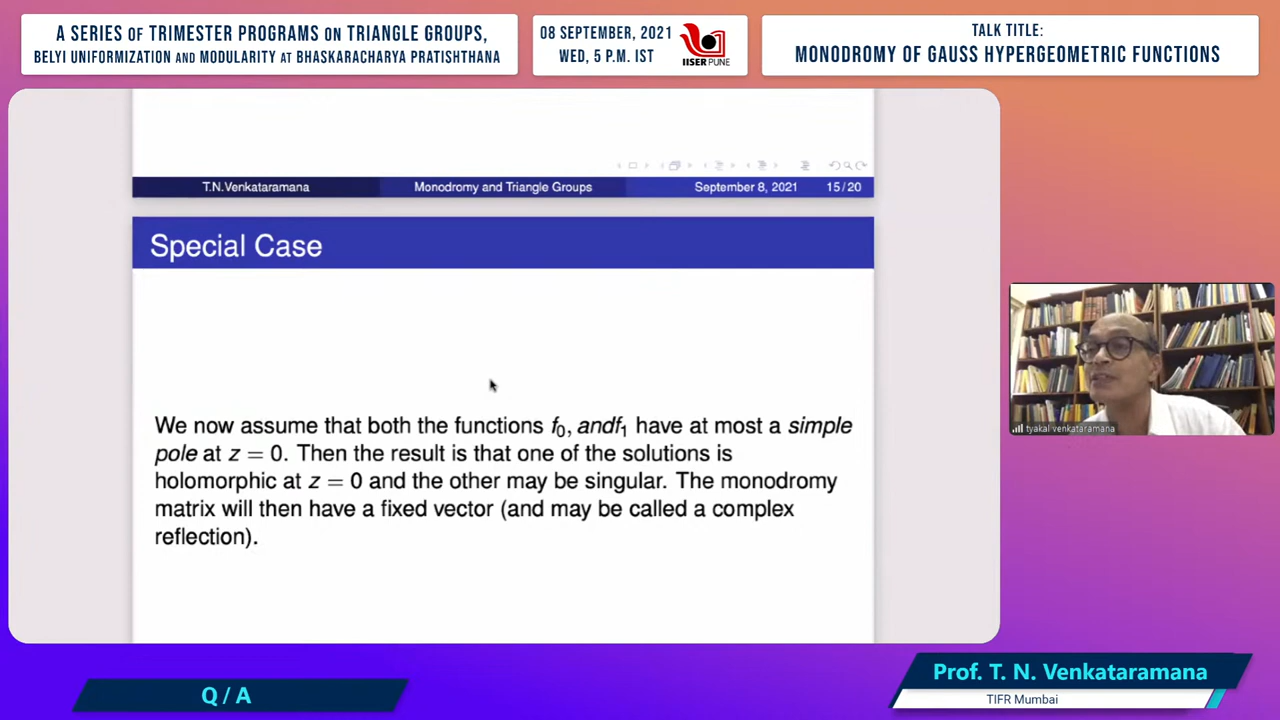 A SERIES OF TRIMESTER PROGRAMS ON TRIANGLE GROUPS,
BELYI UNIFORMIZATION AND MODULARITY AT BHASKARACHARYA PRATISHTHANA
08 SEPTEMBER, 2021
WED, 5 P.M. IST
IISER PUNE
TALK TITLE:
MONODROMY OF GAUSS HYPERGEOMETRIC FUNCTIONS
T.N.Venkataramana Monodromy and Triangle Groups September 8, 2021 15/20
Special Case
We now assume that both the functions f₀, andf₁ have at most a simple
pole at z = 0. Then the result is that one of the solutions is
holomorphic at z = 0 and the other may be singular. The monodromy
matrix will then have a fixed vector (and may be called a complex
reflection).
tyakal venkataramana
Q / A
Prof. T. N. Venkataramana
TIFR Mumbai